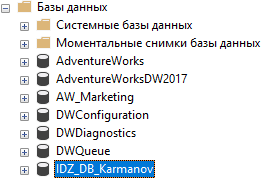 Базы данных
Системные базы данных
Моментальные снимки базы данных
AdventureWorks
AdventureWorksDW2017
AW_Marketing
DWConfiguration
DWDiagnostics
DWQueue
IDZ_DB_Karmanov